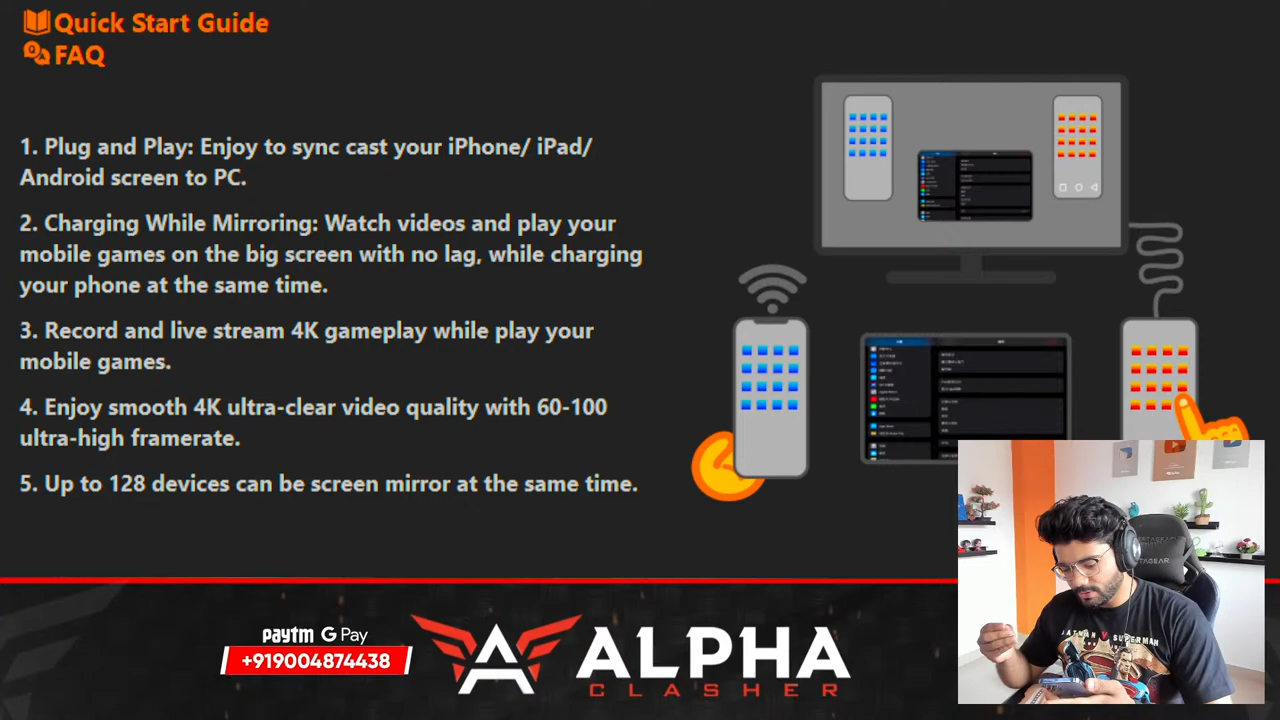 Quick Start Guide
FAQ
1. Plug and Play: Enjoy to sync cast your iPhone/ iPad/
Android screen to PC.
2. Charging While Mirroring: Watch videos and play your
mobile games on the big screen with no lag, while charging
your phone at the same time.
3. Record and live stream 4K gameplay while play your
mobile games.
4. Enjoy smooth 4K ultra-clear video quality with 60-100
ultra-high framerate.
5. Up to 128 devices can be screen mirror at the same time.
paytm G Pay
+919004874438
ALPHA
CLASHER
BATMAN V SUPERMAN